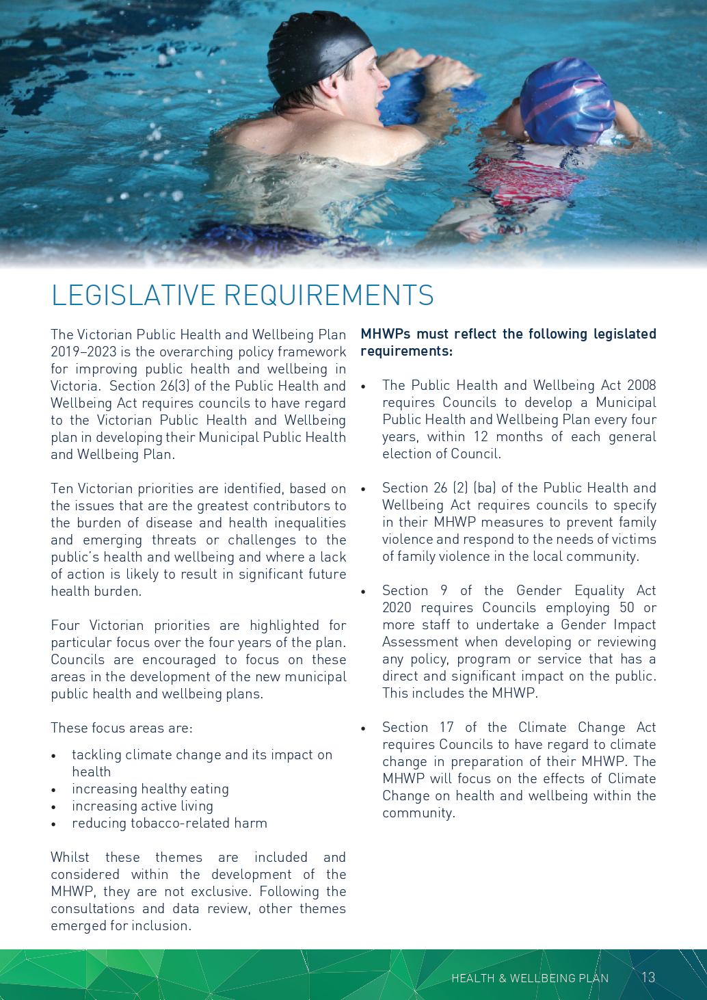 LEGISLATIVE REQUIREMENTS
The Victorian Public Health and Wellbeing Plan
2019–2023 is the overarching policy framework
for improving public health and wellbeing in
Victoria.  Section 26(3) of the Public Health and
Wellbeing Act requires councils to have regard
to the Victorian Public Health and Wellbeing
plan in developing their Municipal Public Health
and Wellbeing Plan.
Ten Victorian priorities are identified, based on
the issues that are the greatest contributors to
the burden of disease and health inequalities
and emerging threats or challenges to the
public's health and wellbeing and where a lack
of action is likely to result in significant future
health burden.
Four Victorian priorities are highlighted for
particular focus over the four years of the plan.
Councils are encouraged to focus on these
areas in the development of the new municipal
public health and wellbeing plans.
These focus areas are:
• tackling climate change and its impact on
health
• increasing healthy eating
• increasing active living
• reducing tobacco-related harm
Whilst these themes are included and
considered within the development of the
MHWP, they are not exclusive. Following the
consultations and data review, other themes
emerged for inclusion.
MHWPs must reflect the following legislated
requirements:
• The Public Health and Wellbeing Act 2008
requires Councils to develop a Municipal
Public Health and Wellbeing Plan every four
years, within 12 months of each general
election of Council.
• Section 26 (2) (ba) of the Public Health and
Wellbeing Act requires councils to specify
in their MHWP measures to prevent family
violence and respond to the needs of victims
of family violence in the local community.
• Section 9 of the Gender Equality Act
2020 requires Councils employing 50 or
more staff to undertake a Gender Impact
Assessment when developing or reviewing
any policy, program or service that has a
direct and significant impact on the public.
This includes the MHWP.
• Section 17 of the Climate Change Act
requires Councils to have regard to climate
change in preparation of their MHWP. The
MHWP will focus on the effects of Climate
Change on health and wellbeing within the
community.
HEALTH & WELLBEING PLAN 13